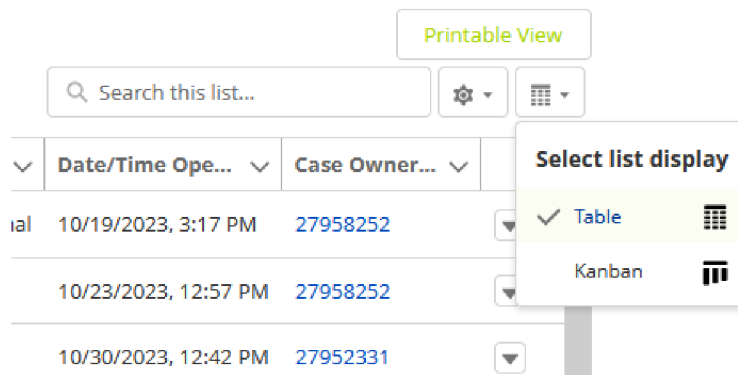 Printable View
Search this list...
Select list display
Date/Time Ope... Case Owner...
Table
10/19/2023, 3:17 PM 27958252
Kanban
10/23/2023, 12:57 PM 27958252
10/30/2023, 12:42 PM 27952331